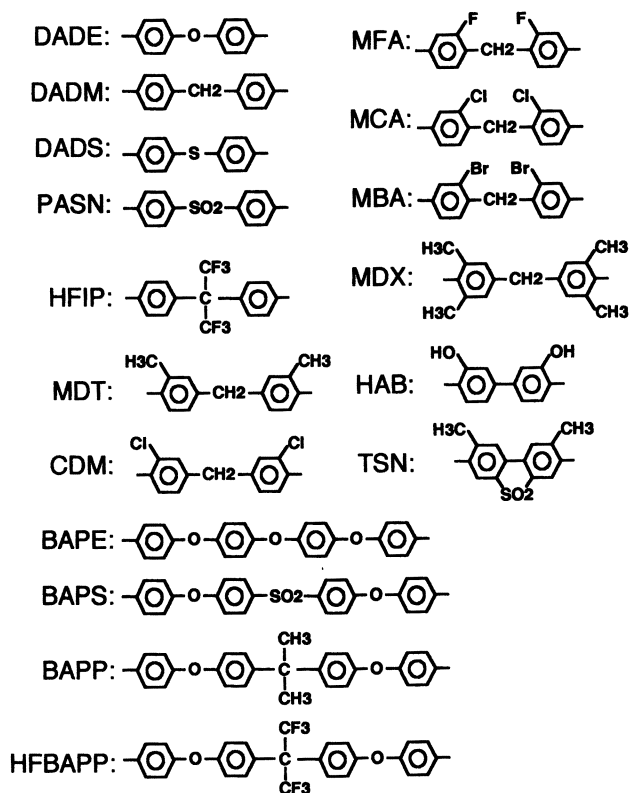 DADE: O
MFA: F F CH2
DADM: CH2
MCA: Cl Cl CH2
DADS: S
PASN: SO2
MBA: Br Br CH2
HFIP: CF3 C CF3
MDX: H3C CH3 CH2 H3C CH3
MDT: H3C CH3 CH2
HAB: HO OH
CDM: Cl Cl CH2
TSN: H3C CH3 SO2
BAPE: O O O
BAPS: O SO2 O
BAPP: O CH3 C CH3 O
HFBAPP: O CF3 C CF3 O